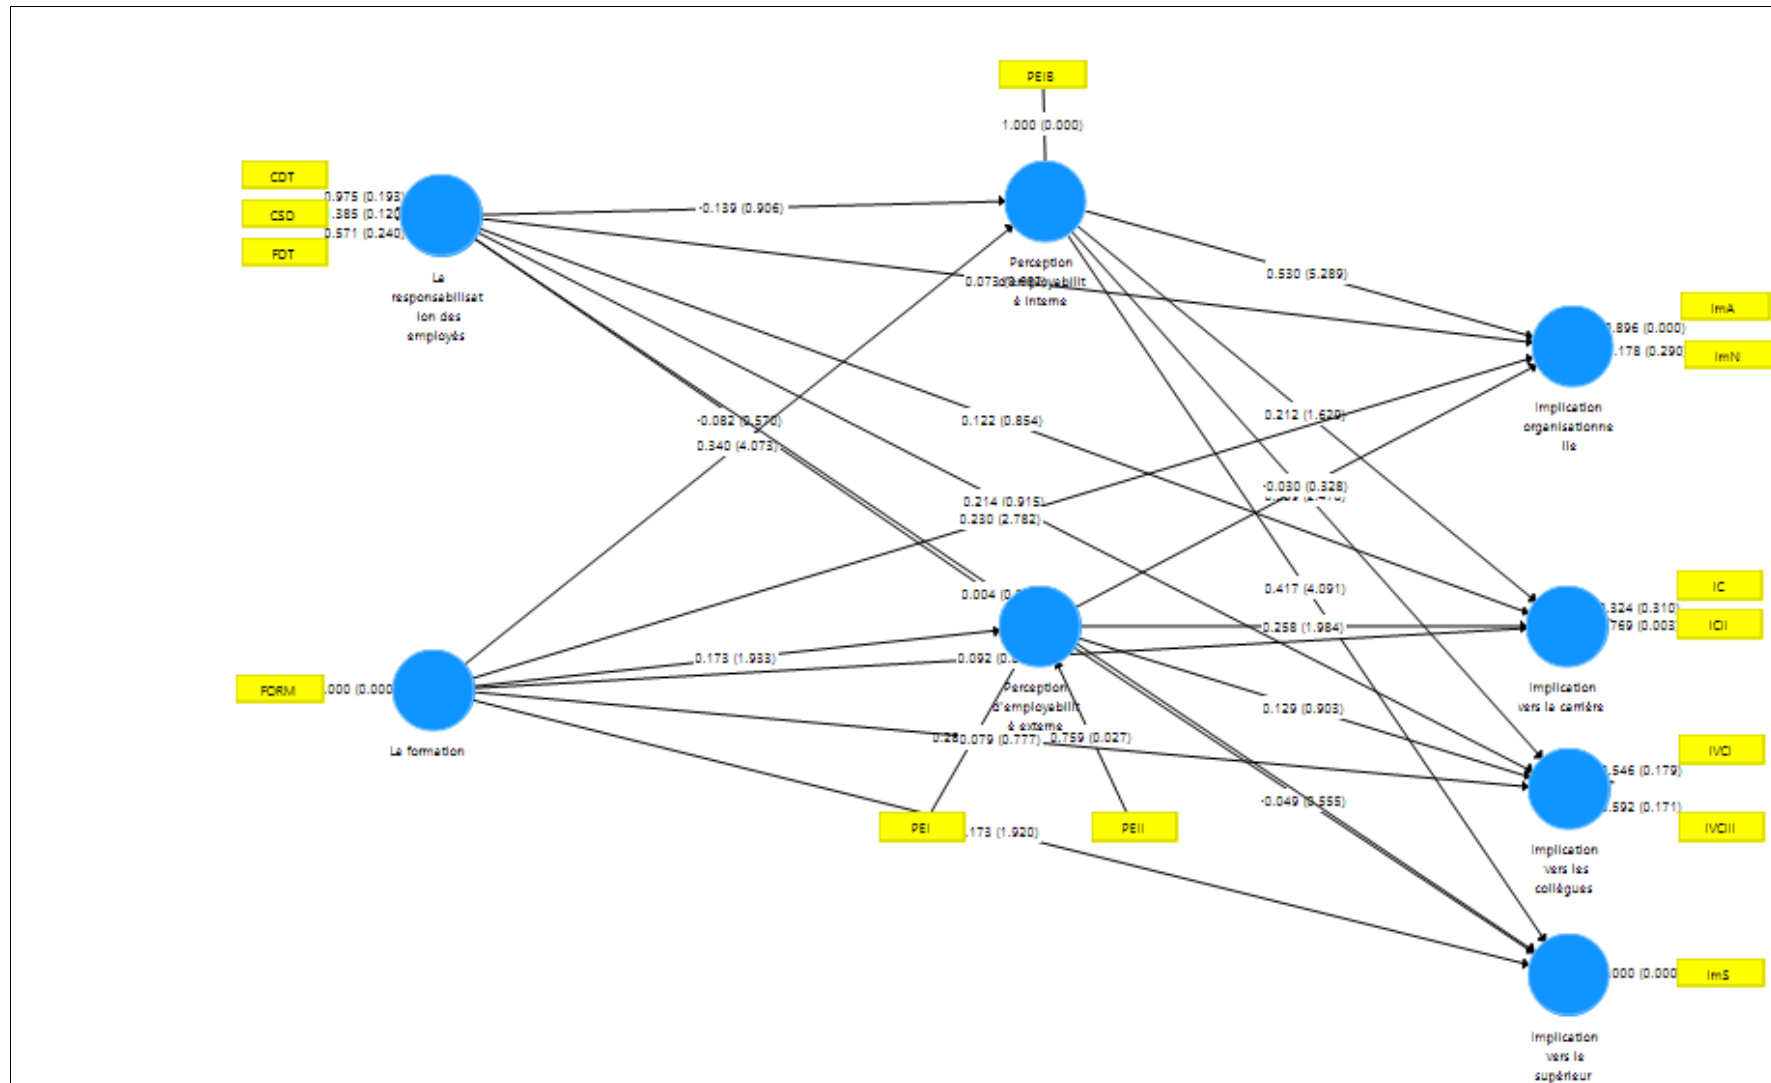 PEIB
1.000 (0.000)
CDT
0.975 (0.193)
CSD
.385 (0.120
0.571 (0.240)
FDT
-0.139 (0.906)
La
responsabilisat
ion des
employés
Perception
d'employabilit
é interne
0.073
0.530 (5.289)
ImA
.896 (0.000)
.178 (0.290)
ImN
Implication
organisationne
lle
-0.082 (0.570)
0.340 (4.073)
0.122 (0.854)
0.212 (1.629)
-0.030 (0.328)
0.214 (0.915)
0.230 (2.782)
0.004
0.417 (4.091)
IC
.324 (0.310)
.769 (0.003)
ICII
0.258 (1.984)
0.173 (1.933)
0.092
FORM
.000 (0.000
La formation
Perception
d'employabilit
é externe
Implication
vers la carrière
0.129 (0.903)
0.079 (0.777)
0.759 (0.027)
IVCI
.546 (0.179)
.592 (0.171)
IVCIII
-0.049 (0.555)
PEI
PEII
.173 (1.920)
Implication
vers les
collègues
.000 (0.000
ImS
Implication
vers le
supérieur